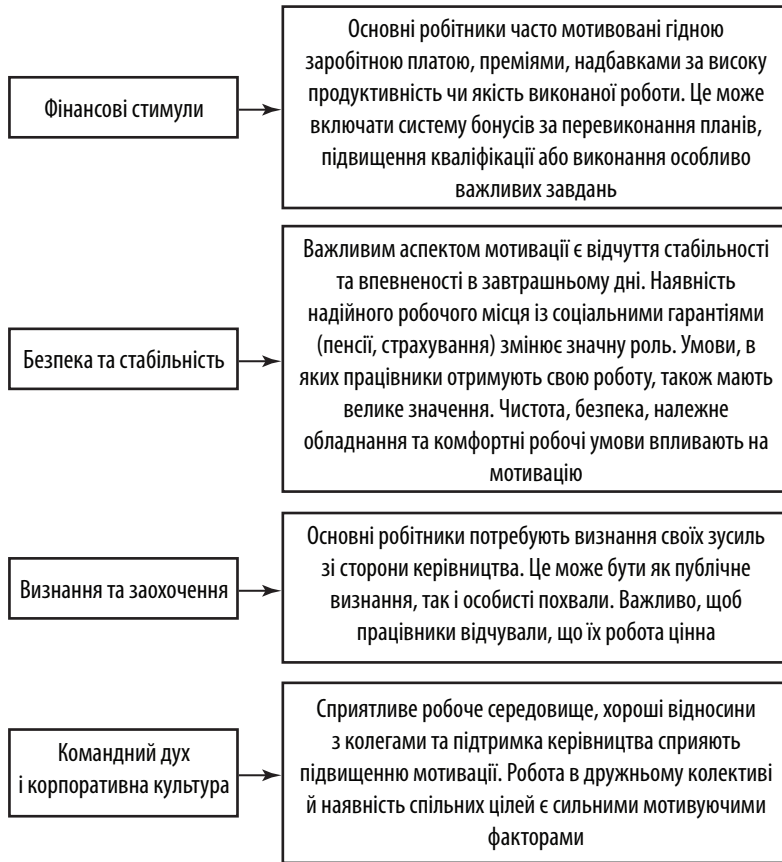 Фінансові стимули
Основні робітники часто мотивовані гідною
заробітною платою, преміями, надбавками за високу
продуктивність чи якість виконаної роботи. Це може
включати систему бонусів за перевиконання планів,
підвищення кваліфікації або виконання особливо
важливих завдань
Безпека та стабільність
Важливим аспектом мотивації є відчуття стабільності
та впевненості в завтрашньому дні. Наявність
надійного робочого місця із соціальними гарантіями
(пенсії, страхування) змінює значну роль. Умови, в
яких працівники отримують свою роботу, також мають
велике значення. Чистота, безпека, належне
обладнання та комфортні робочі умови впливають на
мотивацію
Визнання та заохочення
Основні робітники потребують визнання своїх зусиль
зі сторони керівництва. Це може бути як публічне
визнання, так і особисті похвали. Важливо, щоб
працівники відчували, що їх робота цінна
Командний дух
і корпоративна культура
Сприятливе робоче середовище, хороші відносини
з колегами та підтримка керівництва сприяють
підвищенню мотивації. Робота в дружньому колективі
й наявність спільних цілей є сильними мотивуючими
факторами